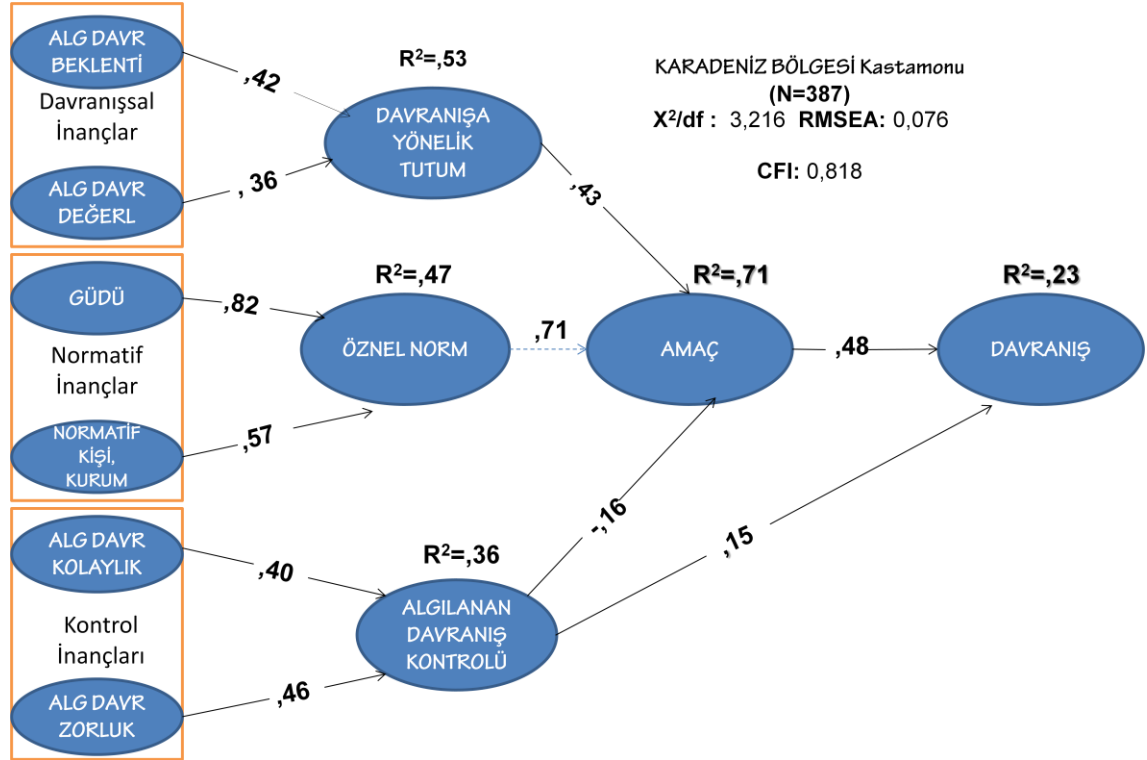 ALG DAVR
BEKLENTİ
Davranışsal
İnançlar
ALG DAVR
DEĞERL
,42
, 36
R²=,53
DAVRANIŞA
YÖNELİK
TUTUM
KARADENİZ BÖLGESİ Kastamonu
(N=387)
X²/df : 3,216 RMSEA: 0,076
CFI: 0,818
,43
GÜDÜ
Normatif
İnançlar
NORMATİF
KİŞİ,
KURUM
,82
,57
R²=,47
ÖZNEL NORM
,71
R²=,71
AMAÇ
,48
R²=,23
DAVRANIŞ
ALG DAVR
KOLAYLIK
Kontrol
İnançları
ALG DAVR
ZORLUK
,40
,46
R²=,36
ALGILANAN
DAVRANIŞ
KONTROLÜ
-,16
,15